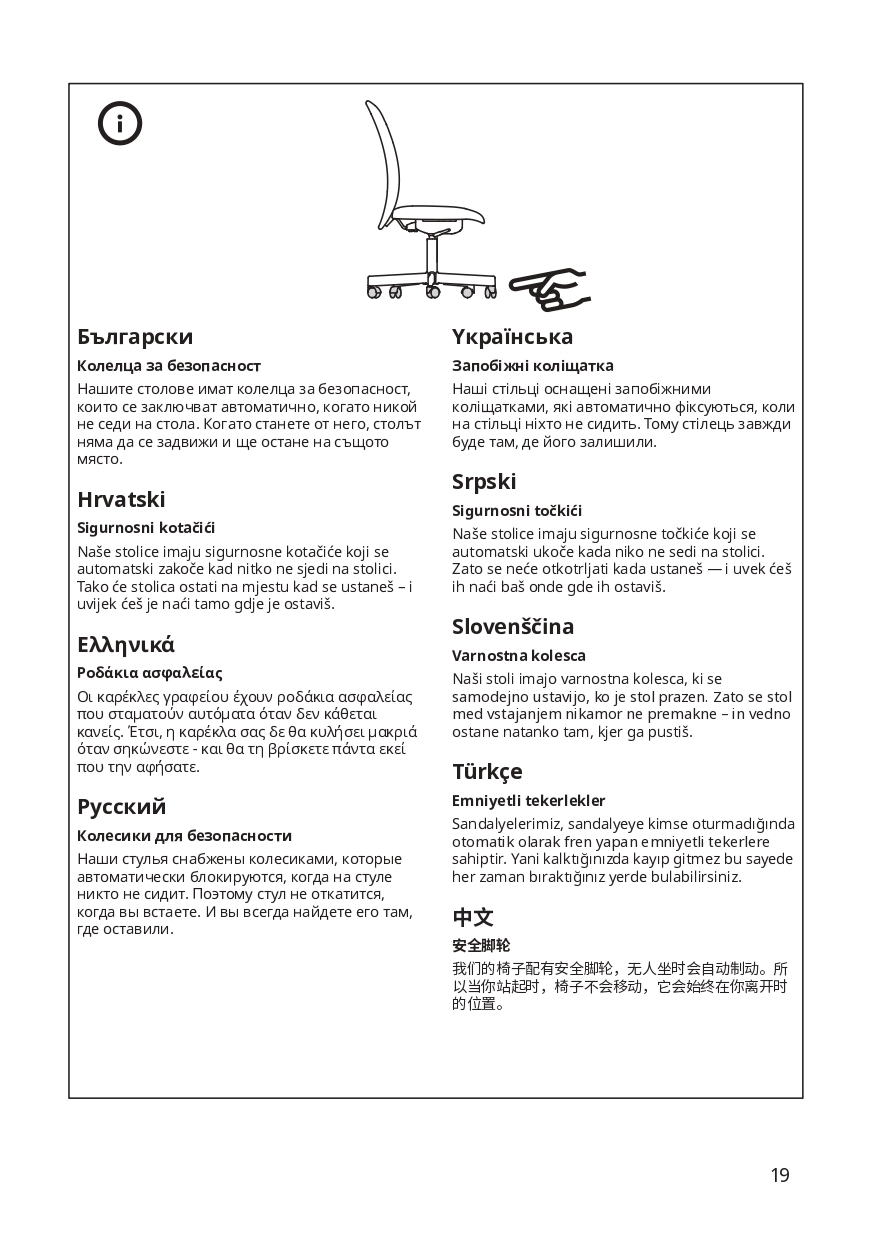 Български
Колелца за безопасност
Нашите столове имат колелца за безопасност,
които се заключват автоматично, когато никой
не седи на стола. Когато станете от него, столът
няма да се задвижи и ще остане на същото
място.
Hrvatski
Sigurnosni kotačići
Naše stolice imaju sigurnosne kotačiće koji se
automatski zakoče kad nitko ne sjedi na stolici.
Tako će stolica ostati na mjestu kad se ustaneš – i
uvijek ćeš je naći tamo gdje je ostaviš.
Ελληνικά
Ροδάκια ασφαλείας
Οι καρέκλες γραφείου έχουν ροδάκια ασφαλείας
που σταματούν αυτόματα όταν δεν κάθεται
κανείς. Έτσι, η καρέκλα σας δε θα κυλήσει μακριά
όταν σηκώνεστε - και θα τη βρίσκετε πάντα εκεί
που την αφήσατε.
Русский
Колесики для безопасности
Наши стулья снабжены колесиками, которые
автоматически блокируются, когда на стуле
никто не сидит. Поэтому стул не откатится,
когда вы встаете. И вы всегда найдете его там,
где оставили.
Yкраїнська
Запобіжні коліщатка
Наші стільці оснащені запобіжними
коліщатками, які автоматично фіксуються, коли
на стільці ніхто не сидить. Тому стілець завжди
буде там, де його залишили.
Srpski
Sigurnosni točkići
Naše stolice imaju sigurnosne točkiće koji se
automatski ukoče kada niko ne sedi na stolici.
Zato se neće otkotrljati kada ustaneš — i uvek ćeš
ih naći baš onde gde ih ostaviš.
Slovenščina
Varnostna kolesca
Naši stoli imajo varnostna kolesca, ki se
samodejno ustavijo, ko je stol prazen. Zato se stol
med vstajanjem nikamor ne premakne – in vedno
ostane natanko tam, kjer ga pustiš.
Türkçe
Emniyetli tekerlekler
Sandalyelerimiz, sandalyeye kimse oturmadığında
otomatik olarak fren yapan emniyetli tekerlere
sahiptir. Yani kalktığınızda kayıp gitmez bu sayede
her zaman bıraktığınız yerde bulabilirsiniz.
中文
安全脚轮
我们的椅子配有安全脚轮，无人坐时会自动制动。所
以当你站起时，椅子不会移动，它会始终在你离开时
的位置。
19